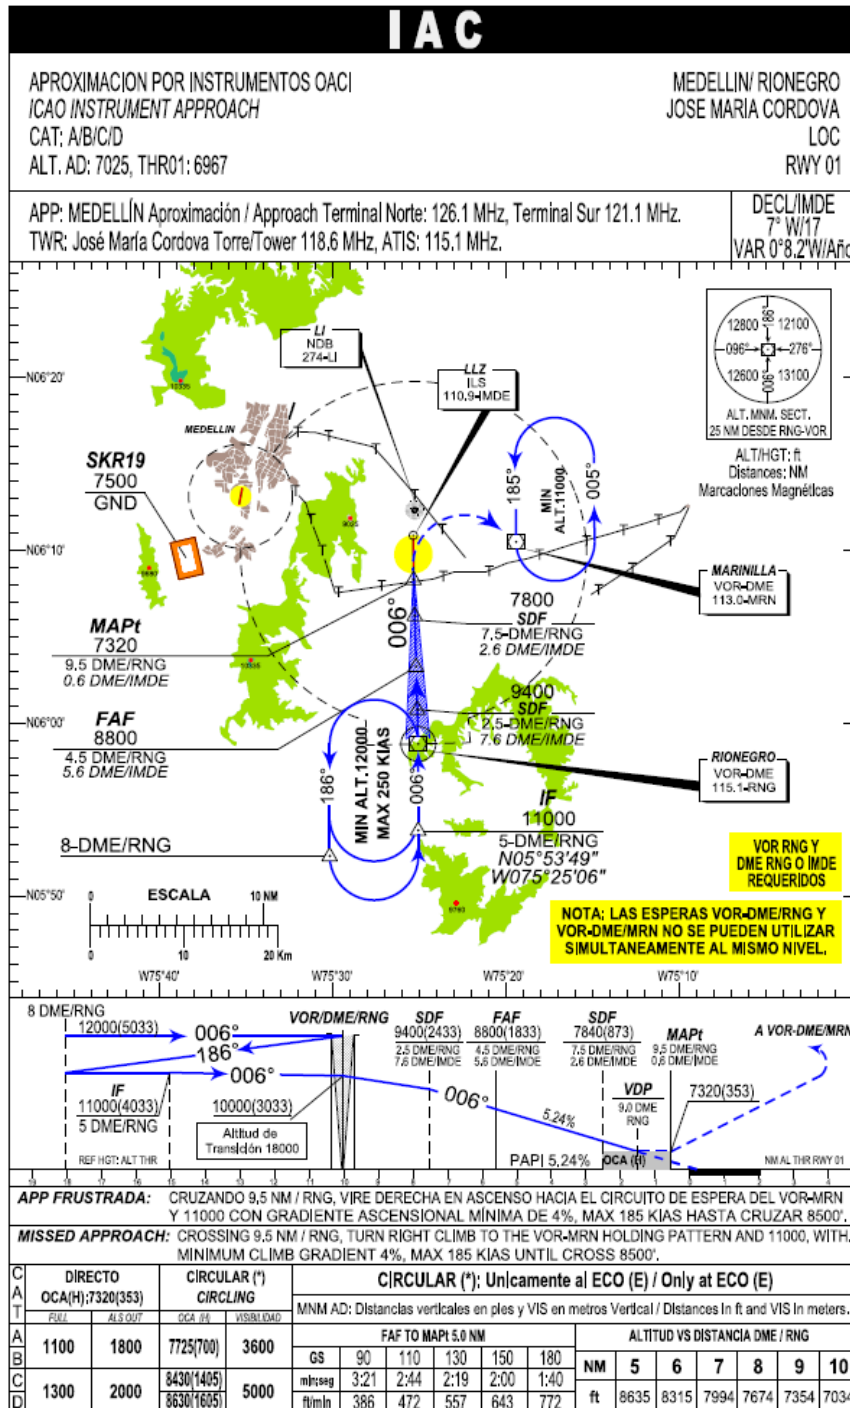 IAC
APROXIMACION POR INSTRUMENTOS OACI
ICAO INSTRUMENT APPROACH
CAT: A/B/C/D
ALT. AD: 7025, THR01: 6967
MEDELLIN/ RIONEGRO
JOSE MARIA CORDOVA
LOC
RWY 01
APP: MEDELLÍN Aproximación / Approach Terminal Norte: 126.1 MHz, Terminal Sur 121.1 MHz.
TWR: José María Cordova Torre/Tower 118.6 MHz, ATIS: 115.1 MHz.
DECL/IMDE
7° W/17
VAR 0°8.2'W/Año
LI
NDB
274-LI
LLZ
ILS
110.9-IMDE
12800 186° 12100
096° 276°
12600 006° 13100
ALT. MNM. SECT.
25 NM DESDE RNG-VOR
ALT/HGT: ft
Distances: NM
Marcaciones Magnéticas
N06°20'
10335
MEDELLIN
SKR19
7500
GND
185°
MIN
ALT.11000
005°
N06°10'
MARINILLA
VOR-DME
113.0-MRN
MAPt
7320
9.5 DME/RNG
0.6 DME/IMDE
006°
7800
SDF
7.5-DME/RNG
2.6 DME/IMDE
FAF
8800
4.5 DME/RNG
5.6 DME/IMDE
9400
SDF
2.5-DME/RNG
7.6 DME/IMDE
N06°00'
RIONEGRO
VOR-DME
115.1-RNG
186°
MIN ALT.12000
MAX 250 KIAS
006°
IF
11000
5-DME/RNG
N05°53'49"
W075°25'06"
8-DME/RNG
VOR RNG Y
DME RNG O IMDE
REQUERIDOS
N05°50'
9760
0 ESCALA 10 NM
0 10 20 Km
NOTA: LAS ESPERAS VOR-DME/RNG Y
VOR-DME/MRN NO SE PUEDEN UTILIZAR
SIMULTANEAMENTE AL MISMO NIVEL.
W75°40' W75°30' W75°20' W75°10'
8 DME/RNG
12000(5033)
006°
186°
006°
VOR/DME/RNG
SDF
9400(2433)
2.5 DME/RNG
7.6 DME/IMDE
FAF
8800(1833)
4.5 DME/RNG
5.6 DME/IMDE
SDF
7840(873)
7.5 DME/RNG
2.6 DME/IMDE
MAPt
9.5 DME/RNG
0,6 DME/IMDE
A VOR-DME/MRN
IF
11000(4033)
5 DME/RNG
10000(3033)
Altitud de
Transición 18000
006°
5.24%
VDP
9.0 DME
RNG
7320(353)
REF HGT: ALT THR
PAPI 5.24%
OCA (H)
NM AL THR RWY 01
APP FRUSTRADA: CRUZANDO 9,5 NM / RNG, VIRE DERECHA EN ASCENSO HACIA EL CIRCUITO DE ESPERA DEL VOR-MRN
Y 11000 CON GRADIENTE ASCENSIONAL MÍNIMA DE 4%, MAX 185 KIAS HASTA CRUZAR 8500'.
MISSED APPROACH: CROSSING 9.5 NM / RNG, TURN RIGHT CLIMB TO THE VOR-MRN HOLDING PATTERN AND 11000, WITH
MINIMUM CLIMB GRADIENT 4%, MAX 185 KIAS UNTIL CROSS 8500'.
CAT
DIRECTO
OCA(H):7320(353)
CIRCULAR (*)
CIRCLING
CIRCULAR (*): Unicamente al ECO (E) / Only at ECO (E)
FULL ALS OUT OCA (H) VISIBILIDAD
MNM AD: Distancias verticales en pies y VIS en metros Vertical / Distances in ft and VIS in meters.
A
B
1100 1800 7725(700) 3600
C
D
1300 2000 8430(1405) 5000
8630(1605)
FAF TO MAPt 5.0 NM
GS 90 110 130 150 180
min:seg 3:21 2:44 2:19 2:00 1:40
ft/min 386 472 557 643 772
ALTITUD VS DISTANCIA DME / RNG
NM 5 6 7 8 9 10
ft 8635 8315 7994 7674 7354 7034